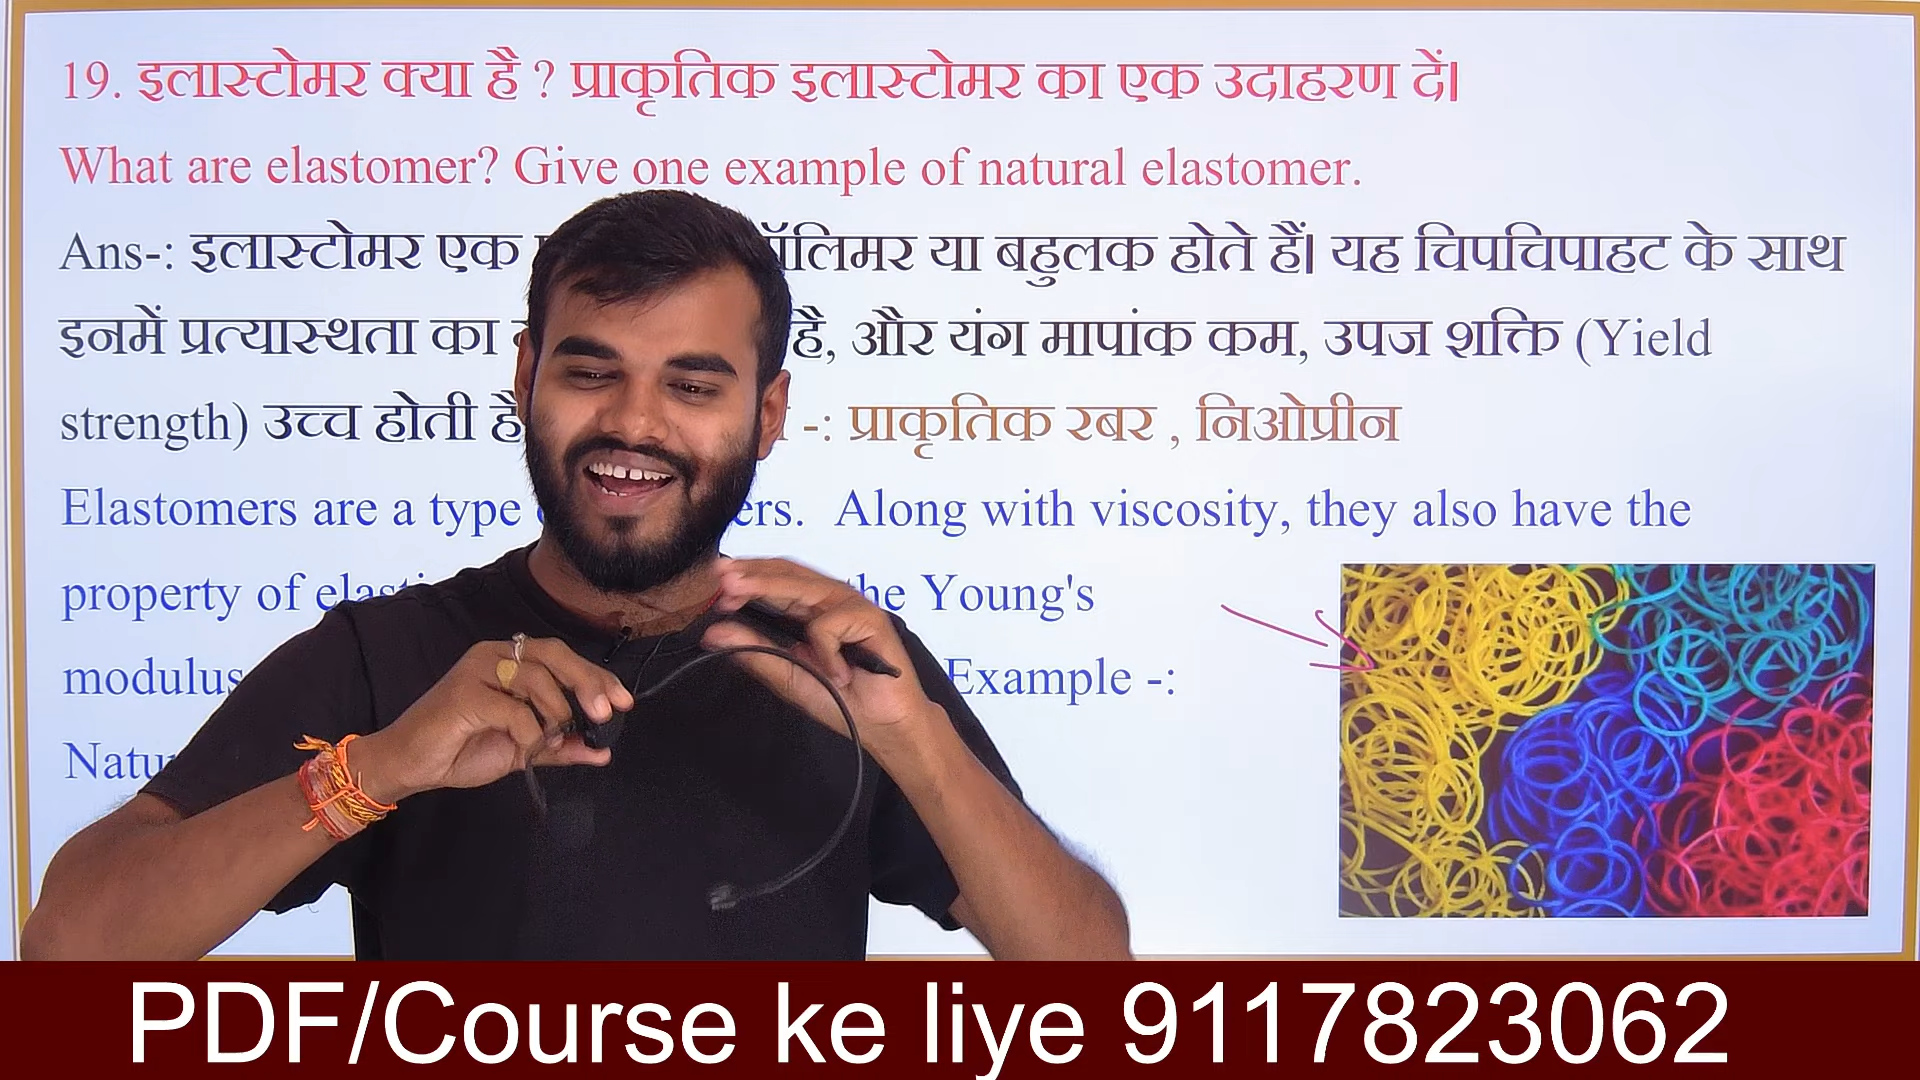 19. इलास्टोमर क्या है ? प्राकृतिक इलास्टोमर का एक उदाहरण दें।
What are elastomer? Give one example of natural elastomer.
Ans-: इलास्टोमर एक या बहुलक होते हैं। यह चिपचिपाहट के साथ
इनमें प्रत्यास्थता का है, और यंग मापांक कम, उपज शक्ति (Yield
strength) उच्च होती है -: प्राकृतिक रबर , निओप्रीन
Elastomers are a type Along with viscosity, they also have the
property of the Young's
modulus Example -:
PDF/Course ke liye 9117823062